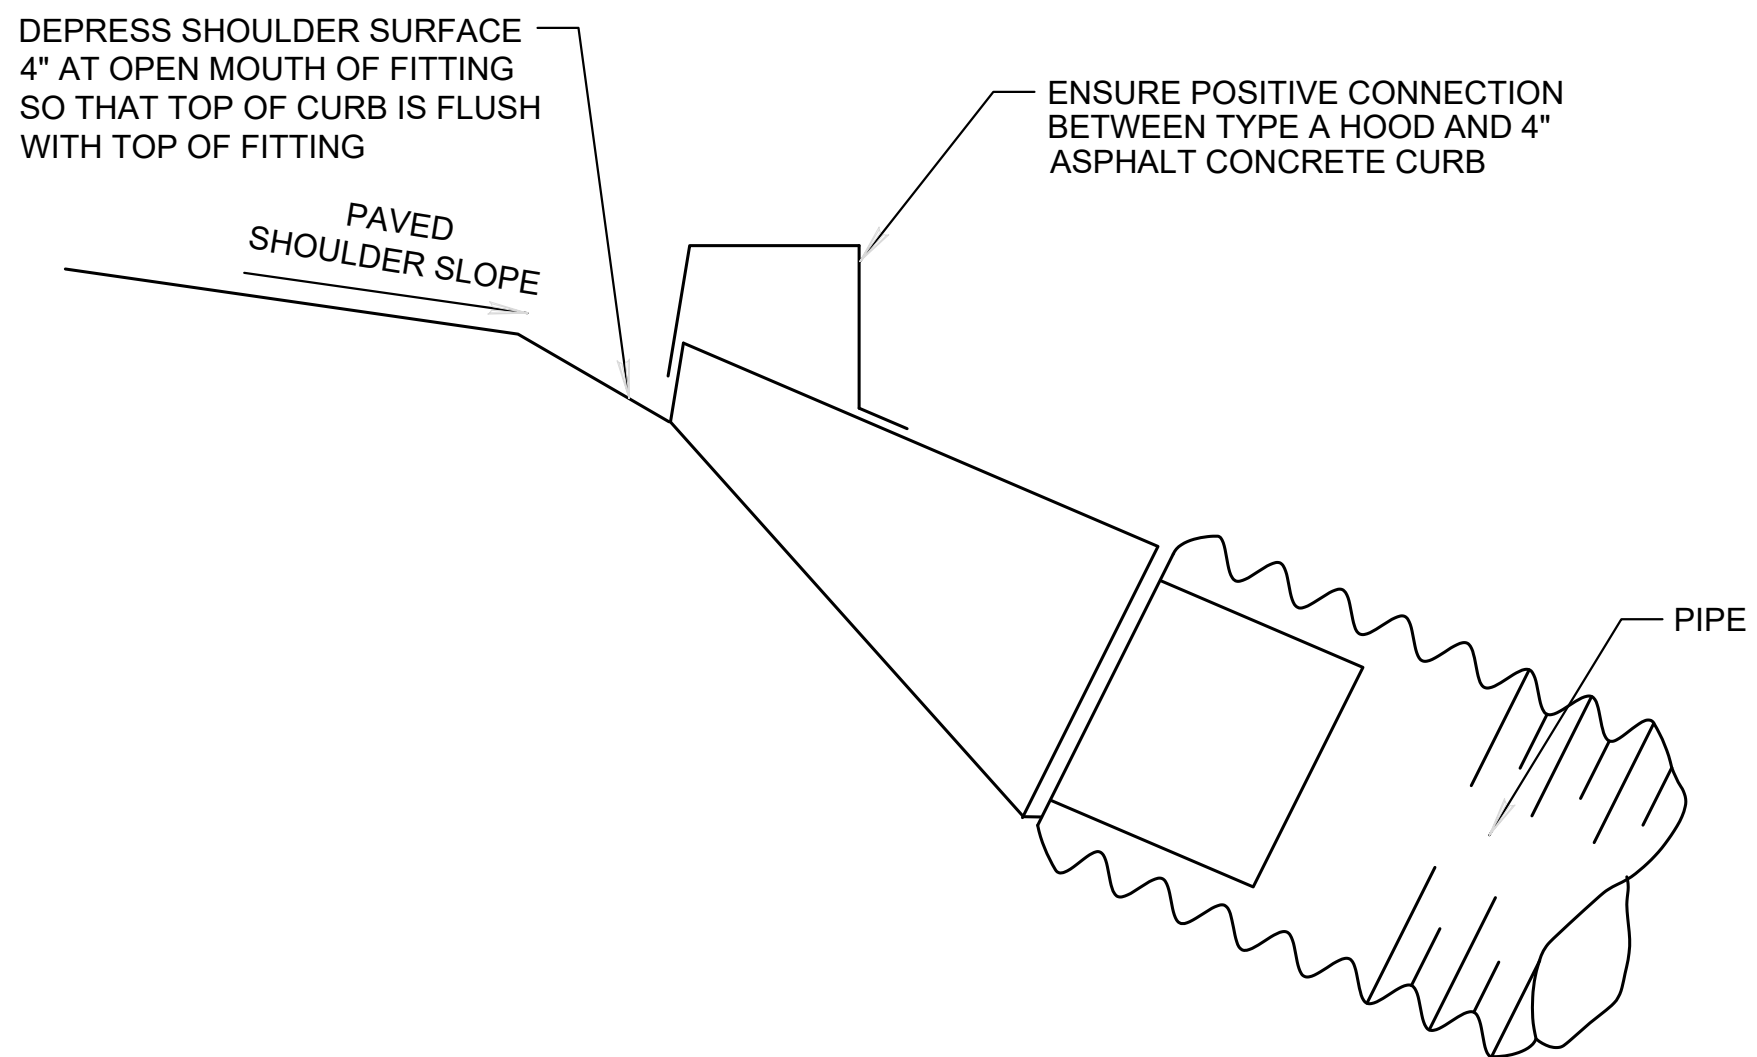 DEPRESS SHOULDER SURFACE
4" AT OPEN MOUTH OF FITTING
SO THAT TOP OF CURB IS FLUSH
WITH TOP OF FITTING
ENSURE POSITIVE CONNECTION
BETWEEN TYPE A HOOD AND 4"
ASPHALT CONCRETE CURB
PAVED
SHOULDER SLOPE
PIPE